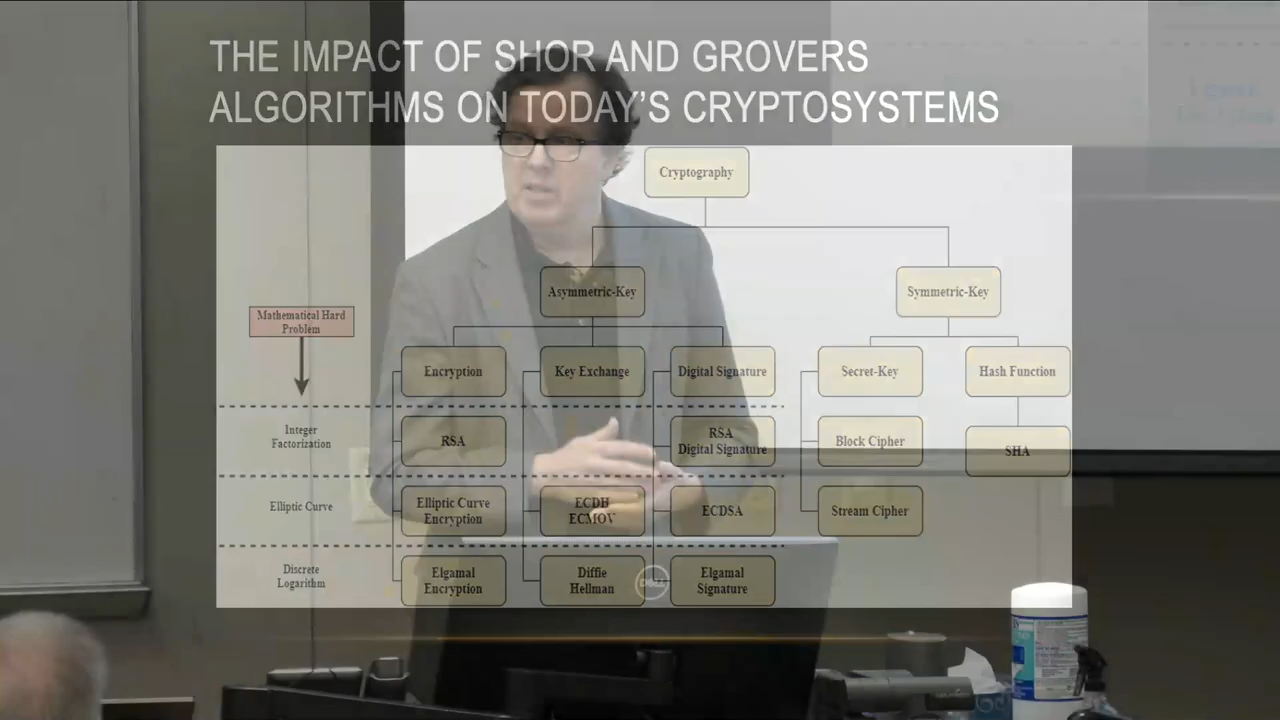 THE IMPACT OF SHOR AND GROVERS
ALGORITHMS ON TODAY'S CRYPTOSYSTEMS
Cryptography
Asymmetric-Key
Symmetric-Key
Mathematical Hard
Problem
Encryption
Key Exchange
Digital Signature
Secret-Key
Hash Function
Integer
Factorization
RSA
RSA
Digital Signature
Block Cipher
SHA
Elliptic Curve
Elliptic Curve
Encryption
ECDH
ECMOV
ECDSA
Stream Cipher
Discrete
Logarithm
Elgamal
Encryption
Diffie
Hellman
Elgamal
Signature
DELL